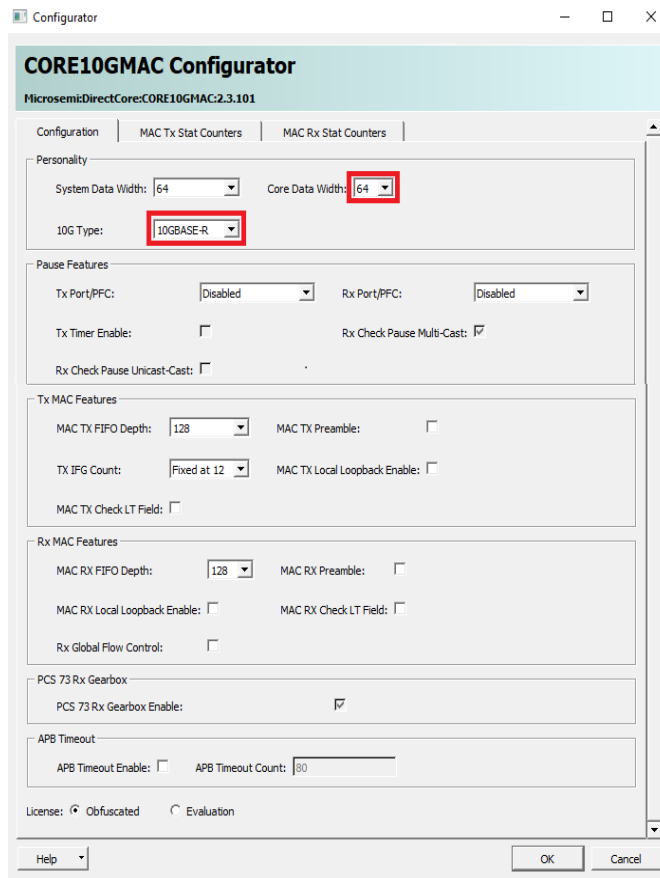 Configurator
CORE10GMAC Configurator
Microsemi:DirectCore:CORE10GMAC:2.3.101
Configuration MAC Tx Stat Counters MAC Rx Stat Counters
Personality
System Data Width: 64 Core Data Width: 64
10G Type: 10GBASE-R
Pause Features
Tx Port/PFC: Disabled Rx Port/PFC: Disabled
Tx Timer Enable: Rx Check Pause Multi-Cast:
Rx Check Pause Unicast-Cast:
Tx MAC Features
MAC TX FIFO Depth: 128 MAC TX Preamble:
TX IFG Count: Fixed at 12 MAC TX Local Loopback Enable:
MAC TX Check LT Field:
Rx MAC Features
MAC RX FIFO Depth: 128 MAC RX Preamble:
MAC RX Local Loopback Enable: MAC RX Check LT Field:
Rx Global Flow Control:
PCS 73 Rx Gearbox
PCS 73 Rx Gearbox Enable:
APB Timeout
APB Timeout Enable: APB Timeout Count: 80
License: Obfuscated Evaluation
Help OK Cancel